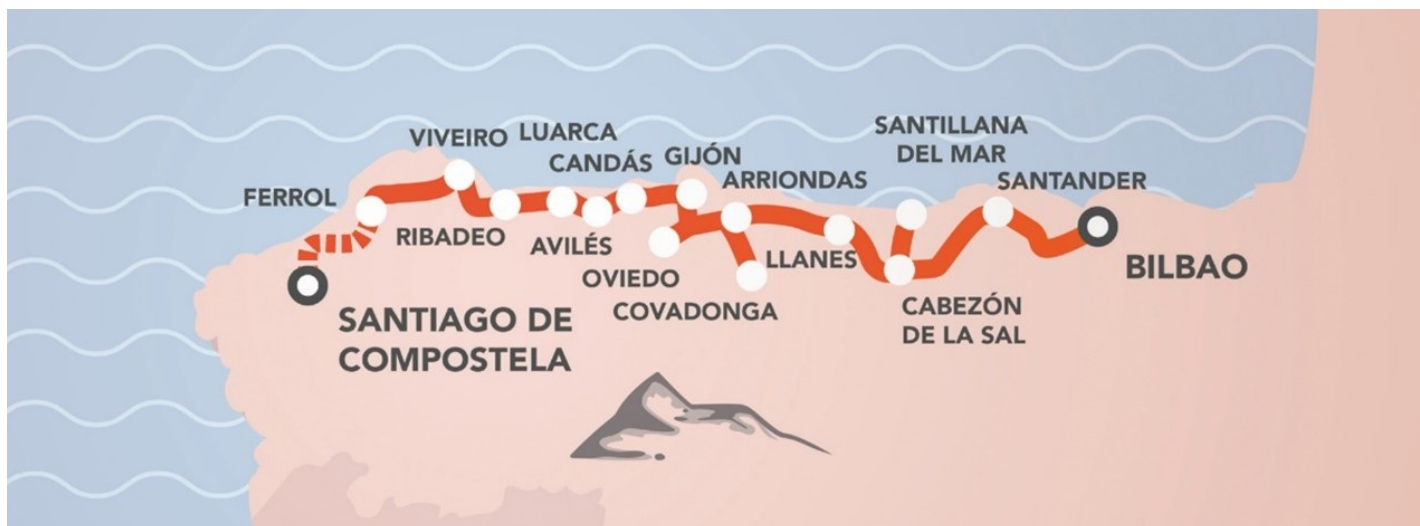 VIVEIRO
LUARCA
CANDÁS
GIJÓN
SANTILLANA
DEL MAR
ARRIONDAS
SANTANDER
FERROL
RIBADEO
AVILÉS
LLANES
OVIEDO
COVADONGA
BILBAO
CABEZÓN
DE LA SAL
SANTIAGO DE
COMPOSTELA